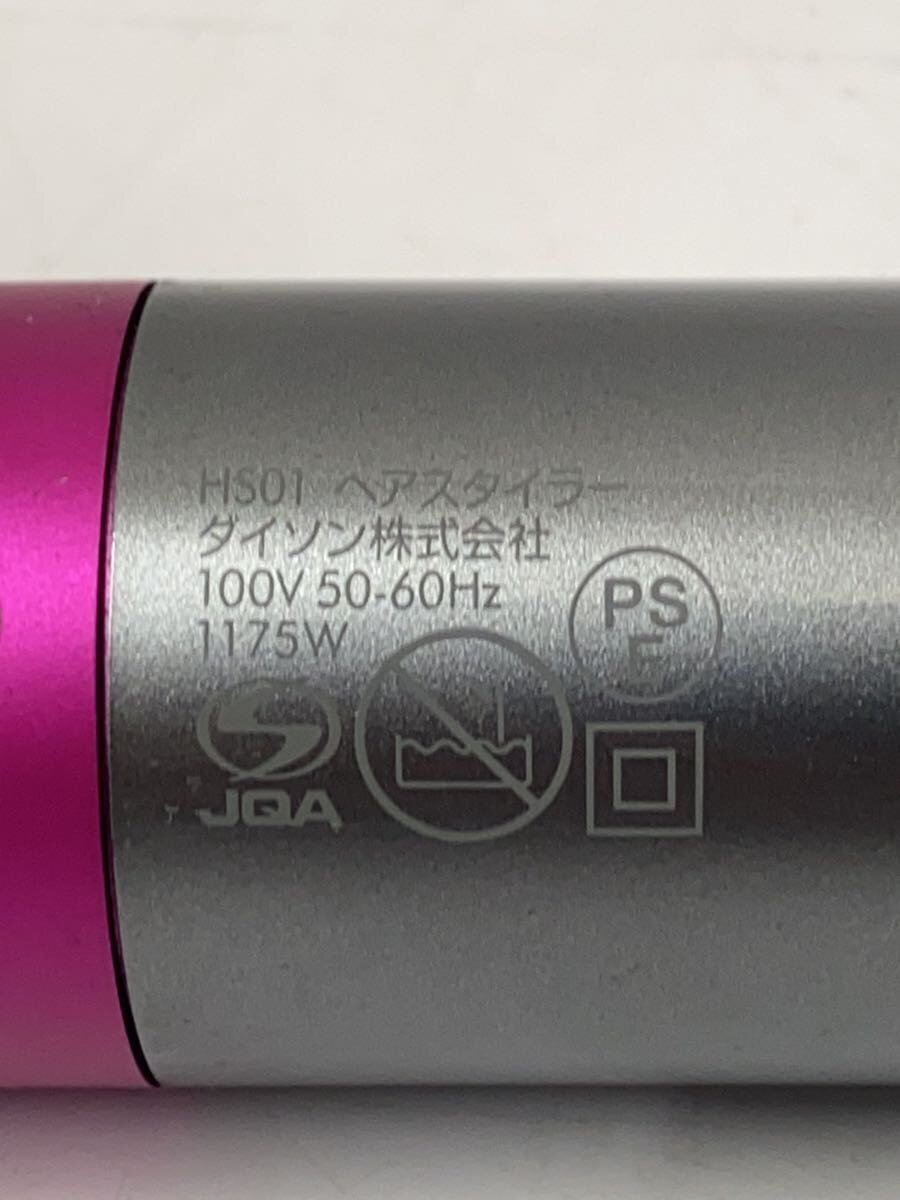 HS01 ヘアスタイラー
ダイソン株式会社
100V 50-60Hz
1175W
PS
E
JQA